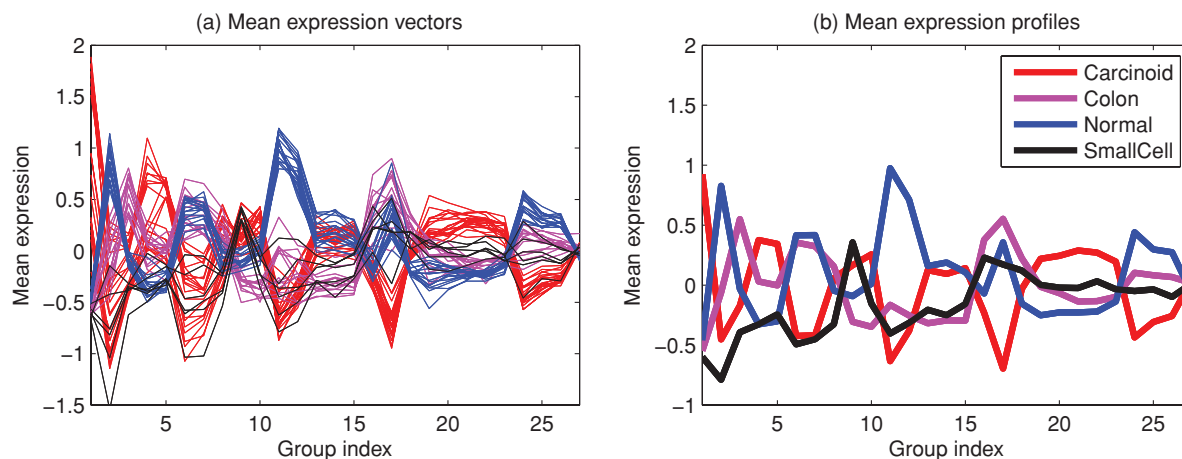 (a) Mean expression vectors
2
1.5
1
0.5
0
−0.5
−1
−1.5
Mean expression
5 10 15 20 25
Group index
(b) Mean expression profiles
2
1.5
1
0.5
0
−0.5
−1
Mean expression
5 10 15 20 25
Group index
Carcinoid
Colon
Normal
SmallCell